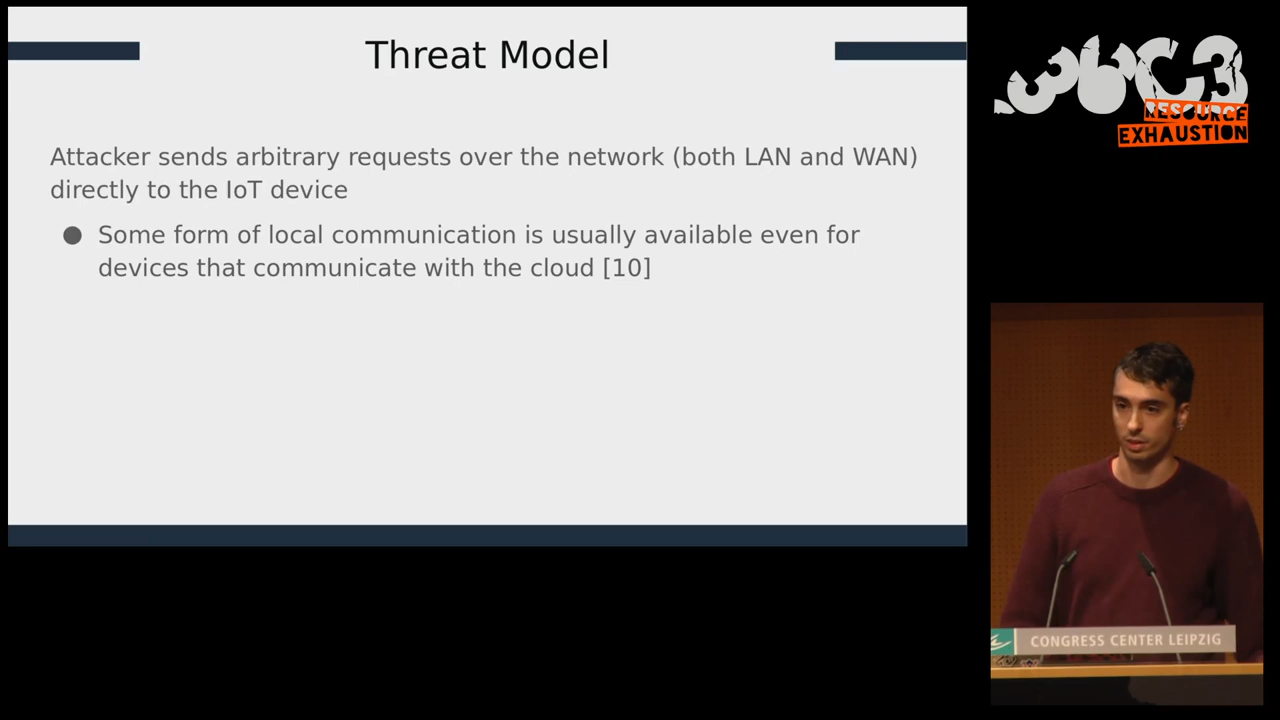 Threat Model
Attacker sends arbitrary requests over the network (both LAN and WAN)
directly to the IoT device
● Some form of local communication is usually available even for
devices that communicate with the cloud [10]
36C3
RESOURCE
EXHAUSTION
CONGRESS CENTER LEIPZIG